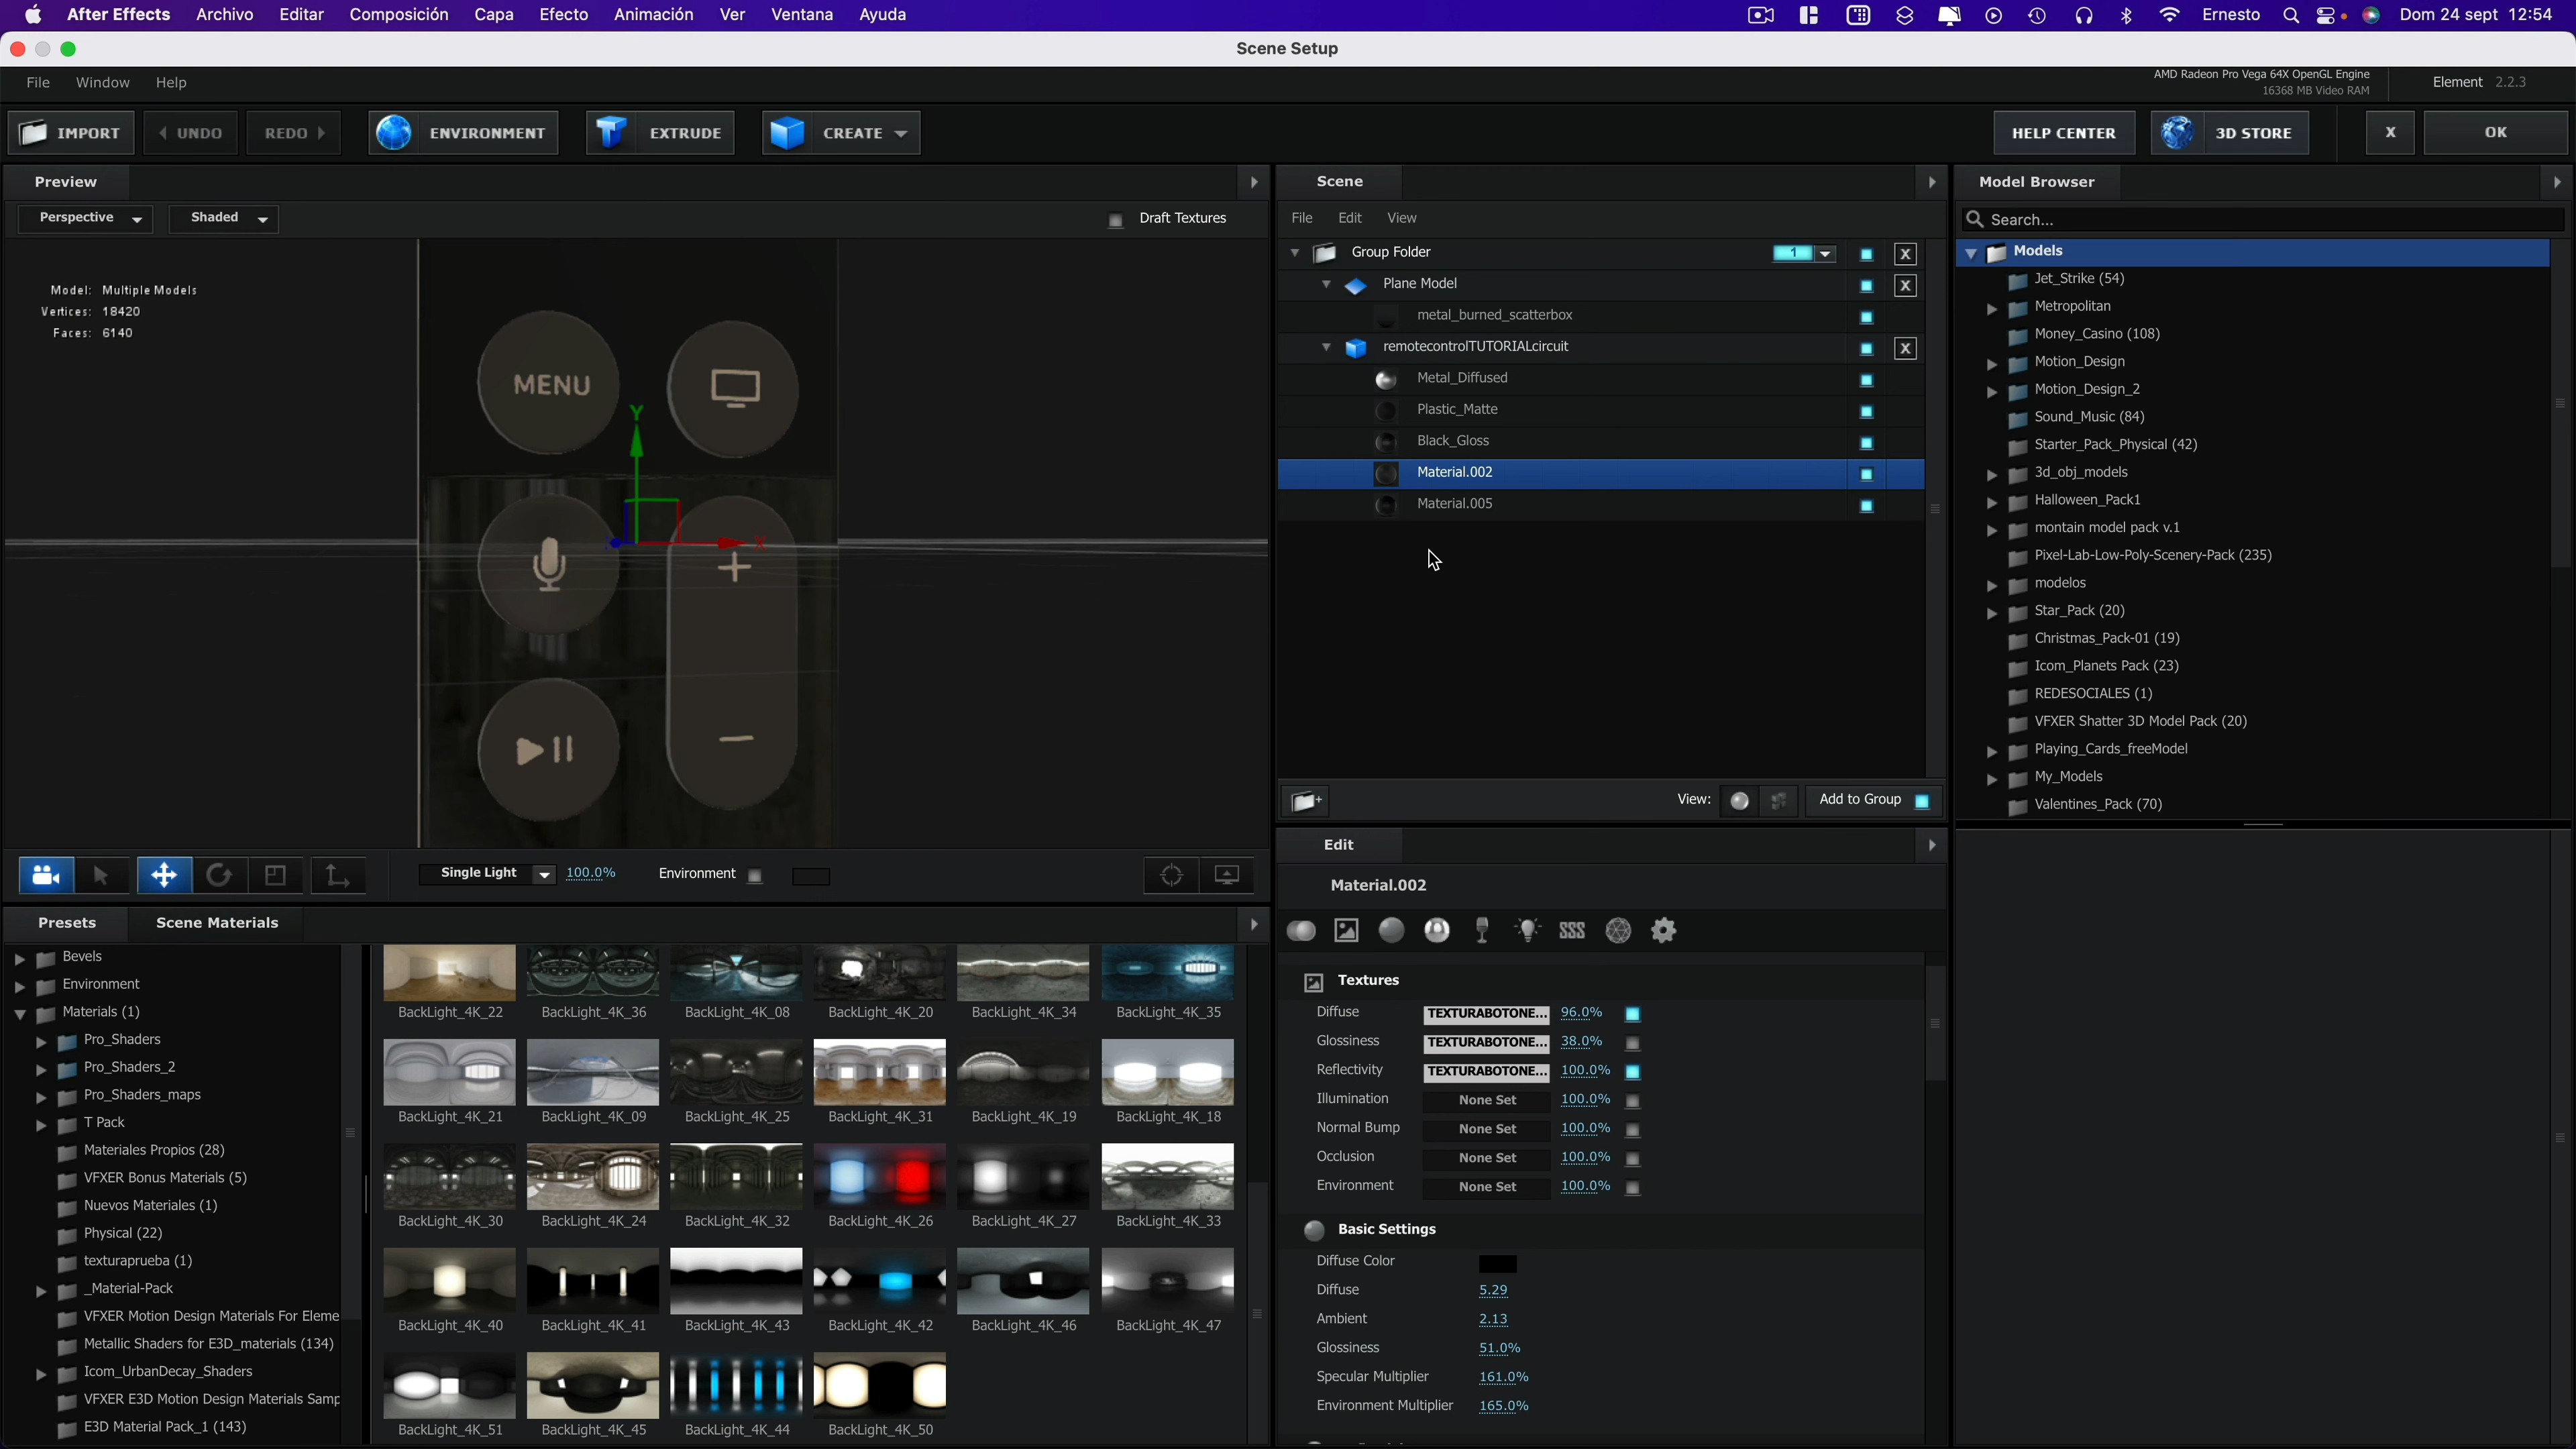 After Effects Archivo Editar Composición Capa Efecto Animación Ver Ventana Ayuda Ernesto Dom 24 sept 12:54
Scene Setup
File Window Help
AMD Radeon Pro Vega 64X OpenGL Engine
16368 MB Video RAM
Element 2.2.3
IMPORT UNDO REDO ENVIRONMENT EXTRUDE CREATE HELP CENTER 3D STORE X OK
Preview
Perspective Shaded Draft Textures
Model: Multiple Models
Vertices: 18420
Faces: 6140
MENU
Y
X
Single Light 100.0% Environment
Scene
File Edit View
Group Folder 1 X
Plane Model X
metal_burned_scatterbox
remotecontrolTUTORIALcircuit X
Metal_Diffused
Plastic_Matte
Black_Gloss
Material.002
Material.005
View: Add to Group
Model Browser
Search...
Models
Jet_Strike (54)
Metropolitan
Money_Casino (108)
Motion_Design
Motion_Design_2
Sound_Music (84)
Starter_Pack_Physical (42)
3d_obj_models
Halloween_Pack1
montain model pack v.1
Pixel-Lab-Low-Poly-Scenery-Pack (235)
modelos
Star_Pack (20)
Christmas_Pack-01 (19)
Icom_Planets Pack (23)
REDESOCIALES (1)
VFXER Shatter 3D Model Pack (20)
Playing_Cards_freeModel
My_Models
Valentines_Pack (70)
Presets Scene Materials
Bevels
Environment
Materials (1)
Pro_Shaders
Pro_Shaders_2
Pro_Shaders_maps
T Pack
Materiales Propios (28)
VFXER Bonus Materials (5)
Nuevos Materiales (1)
Physical (22)
texturaprueba (1)
_Material-Pack
VFXER Motion Design Materials For Eleme
Metallic Shaders for E3D_materials (134)
Icom_UrbanDecay_Shaders
VFXER E3D Motion Design Materials Samp
E3D Material Pack_1 (143)
BackLight_4K_22 BackLight_4K_36 BackLight_4K_08 BackLight_4K_20 BackLight_4K_34 BackLight_4K_35
BackLight_4K_21 BackLight_4K_09 BackLight_4K_25 BackLight_4K_31 BackLight_4K_19 BackLight_4K_18
BackLight_4K_30 BackLight_4K_24 BackLight_4K_32 BackLight_4K_26 BackLight_4K_27 BackLight_4K_33
BackLight_4K_40 BackLight_4K_41 BackLight_4K_43 BackLight_4K_42 BackLight_4K_46 BackLight_4K_47
BackLight_4K_51 BackLight_4K_45 BackLight_4K_44 BackLight_4K_50
Edit
Material.002
SSS
Textures
Diffuse TEXTURABOTONE... 96.0%
Glossiness TEXTURABOTONE... 38.0%
Reflectivity TEXTURABOTONE... 100.0%
Illumination None Set 100.0%
Normal Bump None Set 100.0%
Occlusion None Set 100.0%
Environment None Set 100.0%
Basic Settings
Diffuse Color
Diffuse 5.29
Ambient 2.13
Glossiness 51.0%
Specular Multiplier 161.0%
Environment Multiplier 165.0%